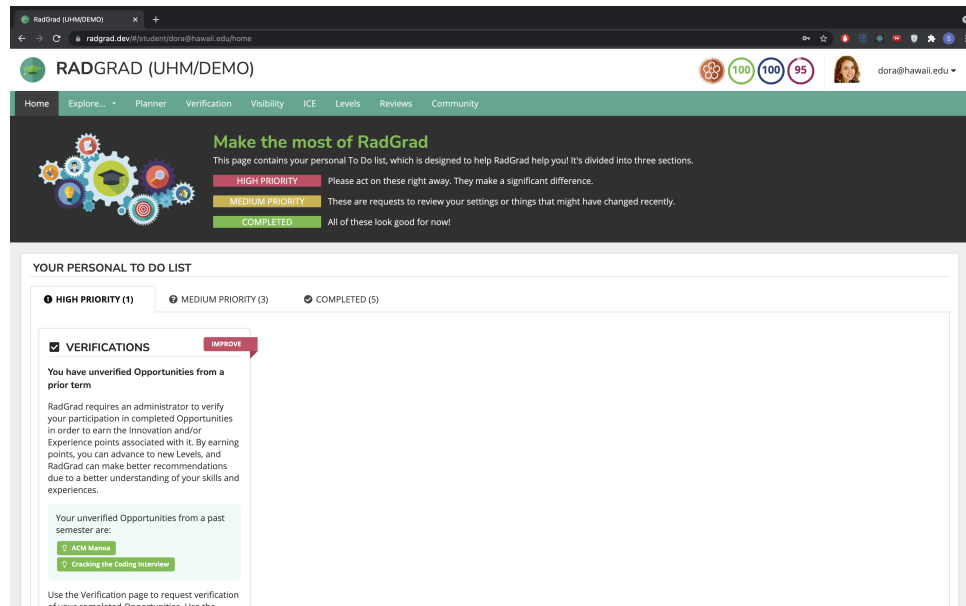 RadGrad (UHM/DEMO)
radgrad.dev/#/student/dora@hawaii.edu/home
S
RADGRAD (UHM/DEMO)
100 100 95
dora@hawaii.edu
Home Explore... Planner Verification Visibility ICE Levels Reviews Community
Make the most of RadGrad
This page contains your personal To Do list, which is designed to help RadGrad help you! It's divided into three sections.
HIGH PRIORITY Please act on these right away. They make a significant difference.
MEDIUM PRIORITY These are requests to review your settings or things that might have changed recently.
COMPLETED All of these look good for now!
YOUR PERSONAL TO DO LIST
HIGH PRIORITY (1) MEDIUM PRIORITY (3) COMPLETED (5)
VERIFICATIONS IMPROVE
You have unverified Opportunities from a
prior term
RadGrad requires an administrator to verify
your participation in completed Opportunities
in order to earn the Innovation and/or
Experience points associated with it. By earning
points, you can advance to new Levels, and
RadGrad can make better recommendations
due to a better understanding of your skills and
experiences.
Your unverified Opportunities from a past
semester are:
ACM Manoa
Cracking the Coding Interview
Use the Verification page to request verification
of your completed Opportunities. Use the